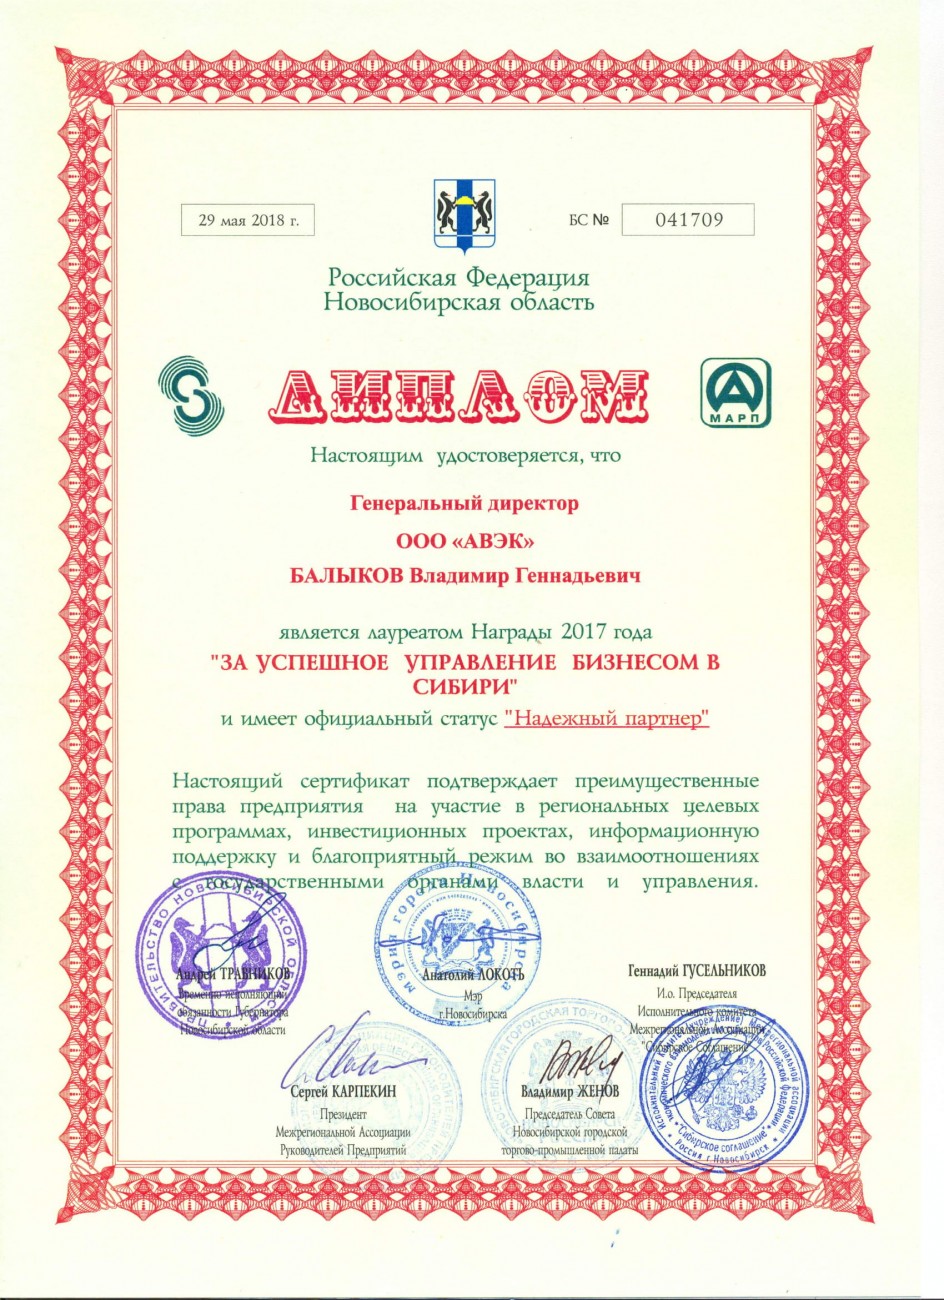 29 мая 2018 г.
БС № 041709
Российская Федерация
Новосибирская область
ДИПЛОМ
МАРП
Настоящим удостоверяется, что
Генеральный директор
ООО «АВЭК»
БАЛЫКОВ Владимир Геннадьевич
является лауреатом Награды 2017 года
"ЗА УСПЕШНОЕ УПРАВЛЕНИЕ БИЗНЕСОМ В
СИБИРИ"
и имеет официальный статус "Надежный партнер"
Настоящий сертификат подтверждает преимущественные
права предприятия на участие в региональных целевых
программах, инвестиционных проектах, информационную
поддержку и благоприятный режим во взаимоотношениях
с государственными органами власти и управления.
Андрей ТРАВНИКОВ
Временно исполняющий
обязанности Губернатора
Новосибирской области
Анатолий ЛОКОТЬ
Мэр
г.Новосибирска
Геннадий ГУСЕЛЬНИКОВ
И.о. Председателя
Исполнительного комитета
Межрегиональной Ассоциации
"Сибирское Соглашение"
Сергей КАРПЕКИН
Президент
Межрегиональной Ассоциации
Руководителей Предприятий
Владимир ЖЕНОВ
Председатель Совета
Новосибирской городской
торгово-промышленной палаты
ПРАВИТЕЛЬСТВО НОВОСИБИРСКОЙ ОБЛАСТИ
мэрия города Новосибирска
"Сибирское соглашение"
Россия г.Новосибирск